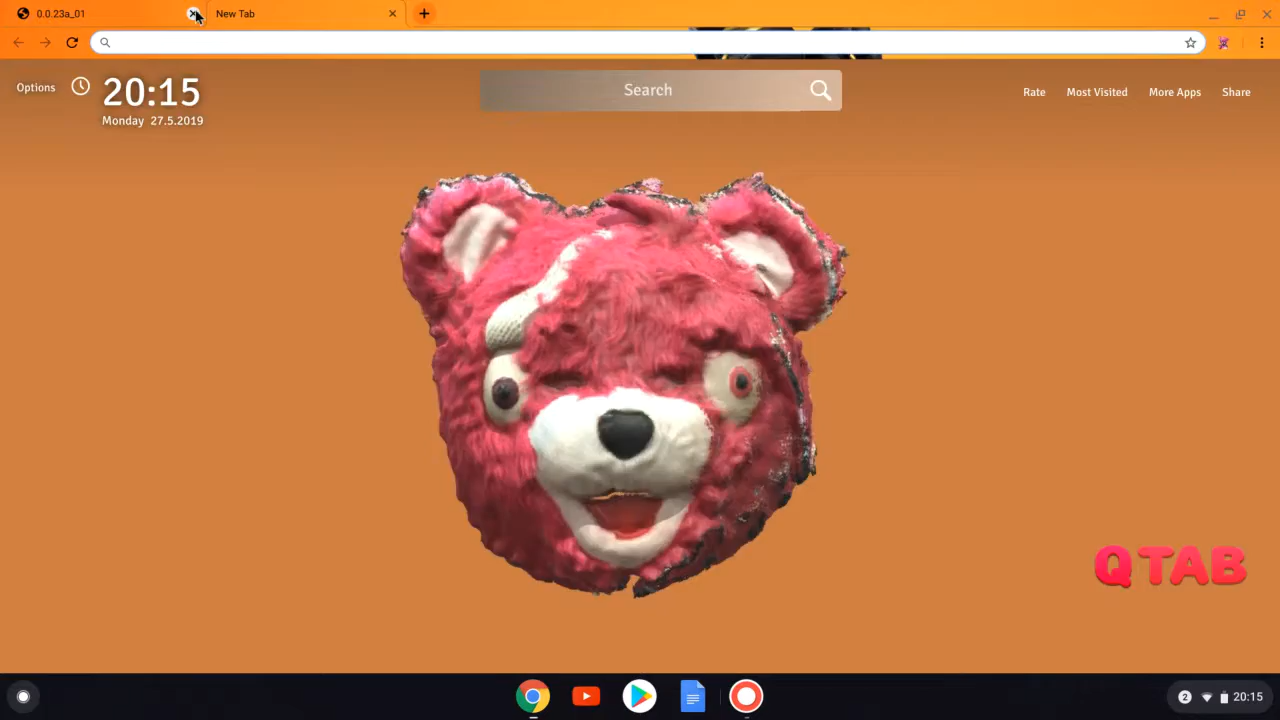 0.0.23a_01
New Tab
Options
20:15
Monday 27.5.2019
Search
Rate
Most Visited
More Apps
Share
Q TAB
2
20:15